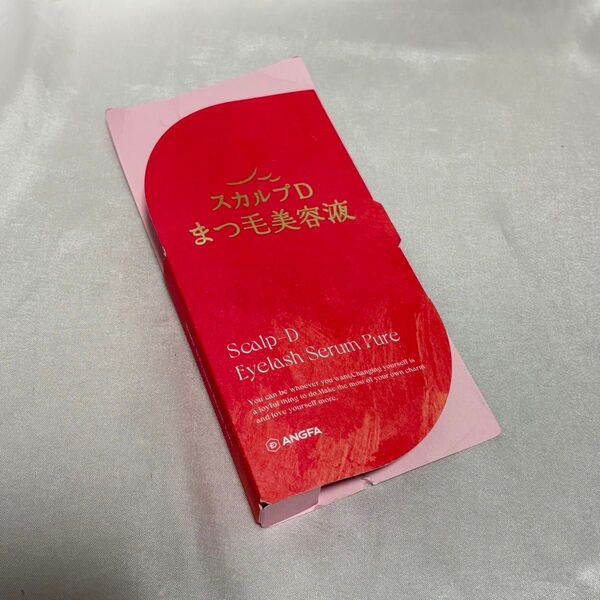 スカルプD
まつ毛美容液
Scalp-D
Eyelash Serum Pure
You can be whoever you want.Changing yourself is
a joyful thing to do.Make the most of your own charm
and love yourself more.
ANGFA